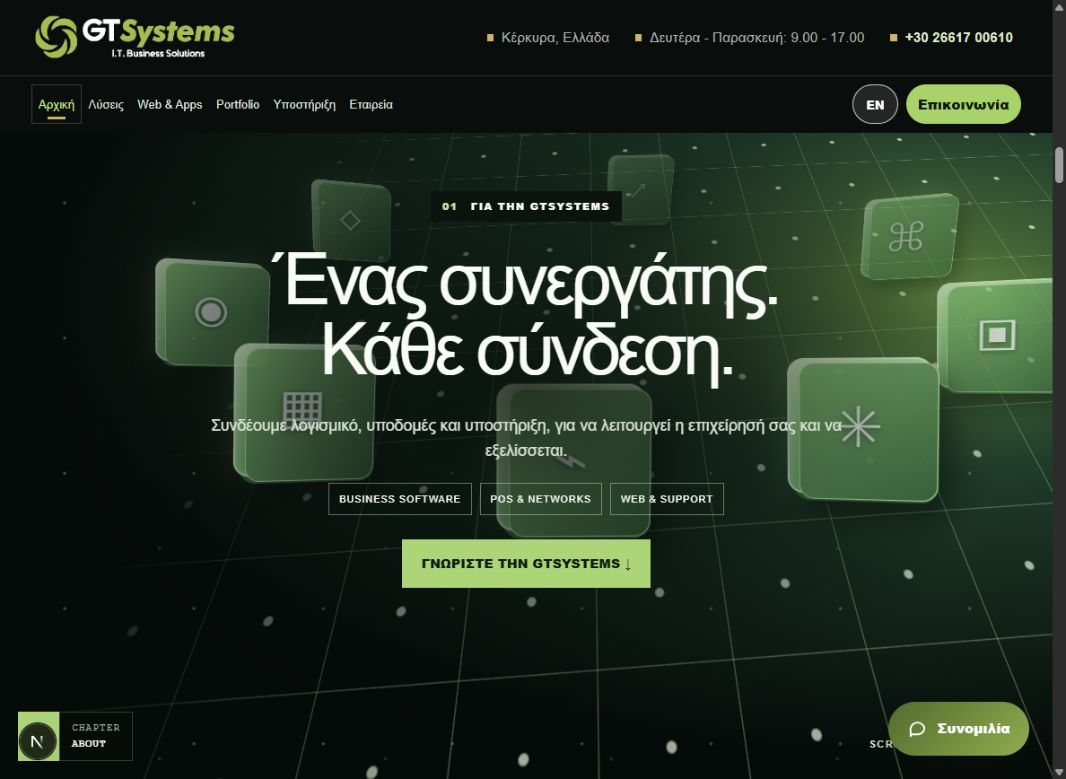 GTSystems
I.T. Business Solutions
Κέρκυρα, Ελλάδα
Δευτέρα - Παρασκευή: 9.00 - 17.00
+30 26617 00610
Αρχική
Λύσεις
Web & Apps
Portfolio
Υποστήριξη
Εταιρεία
EN
Επικοινωνία
01 ΓΙΑ ΤΗΝ GTSYSTEMS
Ένας συνεργάτης.
Κάθε σύνδεση.
Συνδέουμε λογισμικό, υποδομές και υποστήριξη, για να λειτουργεί η επιχείρησή σας και να
εξελίσσεται.
BUSINESS SOFTWARE
POS & NETWORKS
WEB & SUPPORT
ΓΝΩΡΙΣΤΕ ΤΗΝ GTSYSTEMS ↓
N
CHAPTER
ABOUT
SCR
Συνομιλία